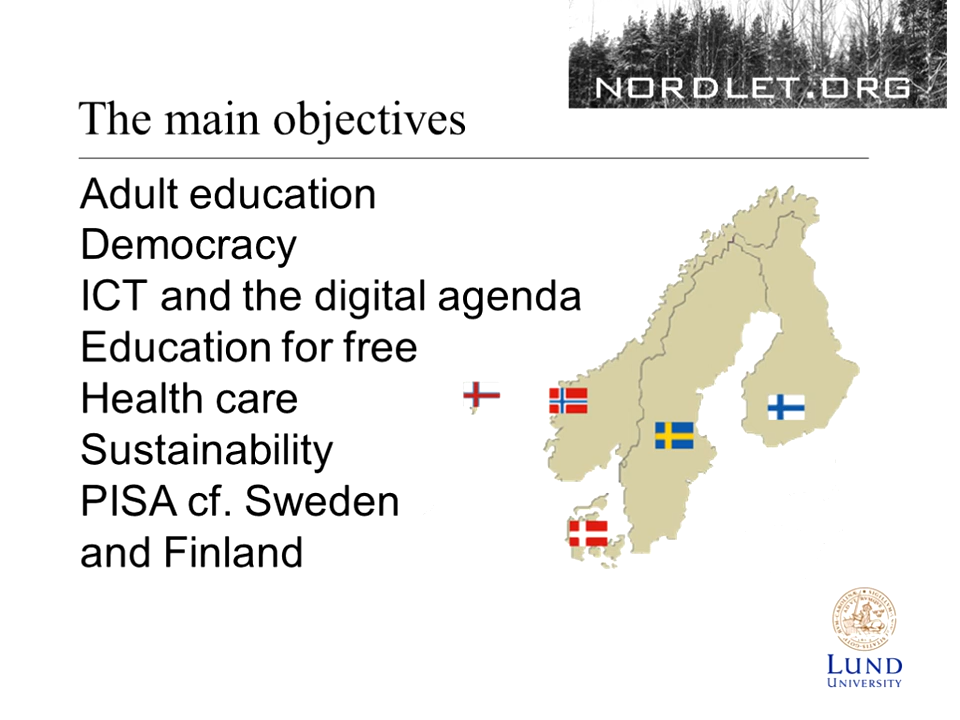 NORDLET.ORG
The main objectives
Adult education
Democracy
ICT and the digital agenda
Education for free
Health care
Sustainability
PISA cf. Sweden
and Finland
LUND
UNIVERSITY